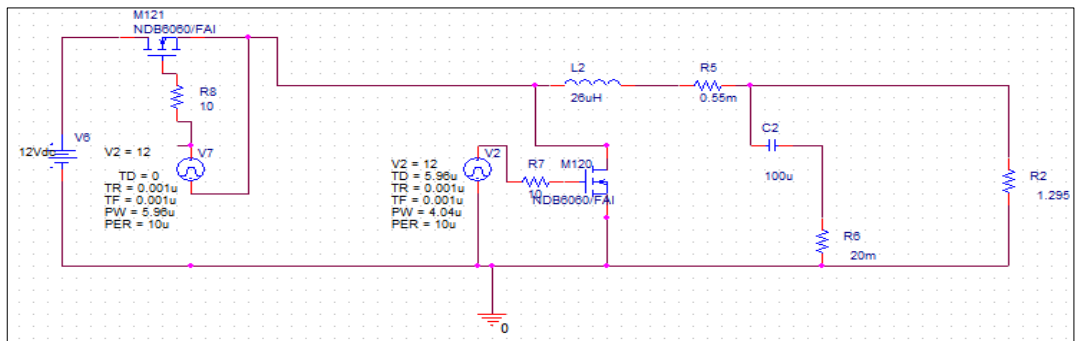 M121
NDB6060/FAI
R8
10
V6
12Vdc
V2 = 12
V7
TD = 0
TR = 0.001u
TF = 0.001u
PW = 5.96u
PER = 10u
V2 = 12
V2
TD = 5.96u
TR = 0.001u
TF = 0.001u
PW = 4.04u
PER = 10u
R7
10
M120
NDB6060/FAI
L2
26uH
R5
0.55m
C2
100u
R6
20m
R2
1.295
0